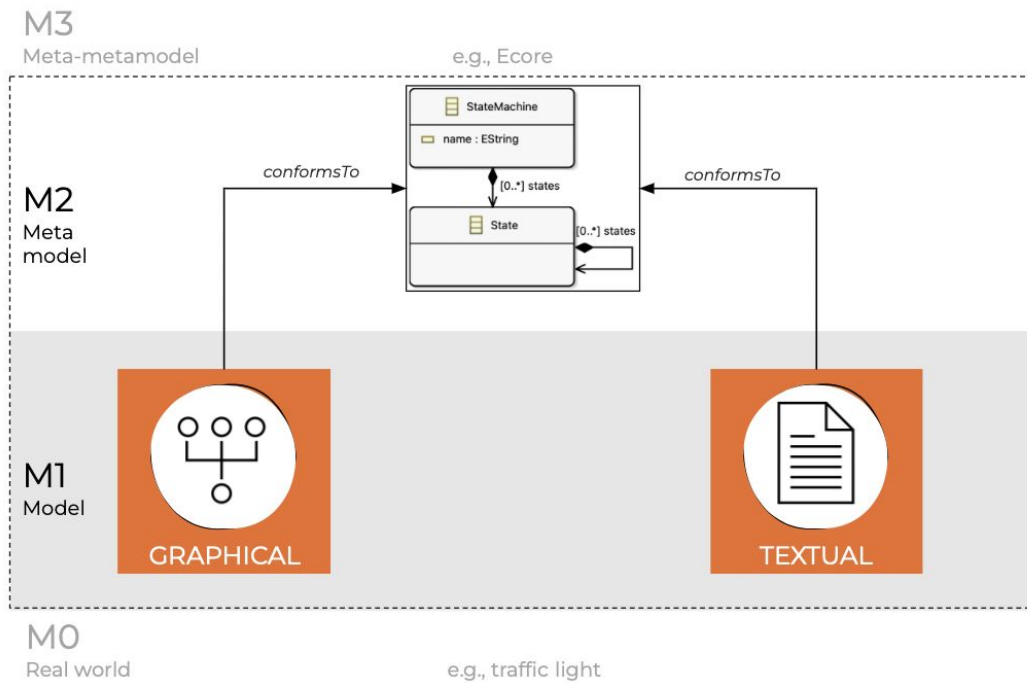 M3
Meta-metamodel
e.g., Ecore
StateMachine
name : EString
conformsTo
conformsTo
[0..*] states
M2
Meta
model
State
[0..*] states
M1
Model
GRAPHICAL
TEXTUAL
M0
Real world
e.g., traffic light